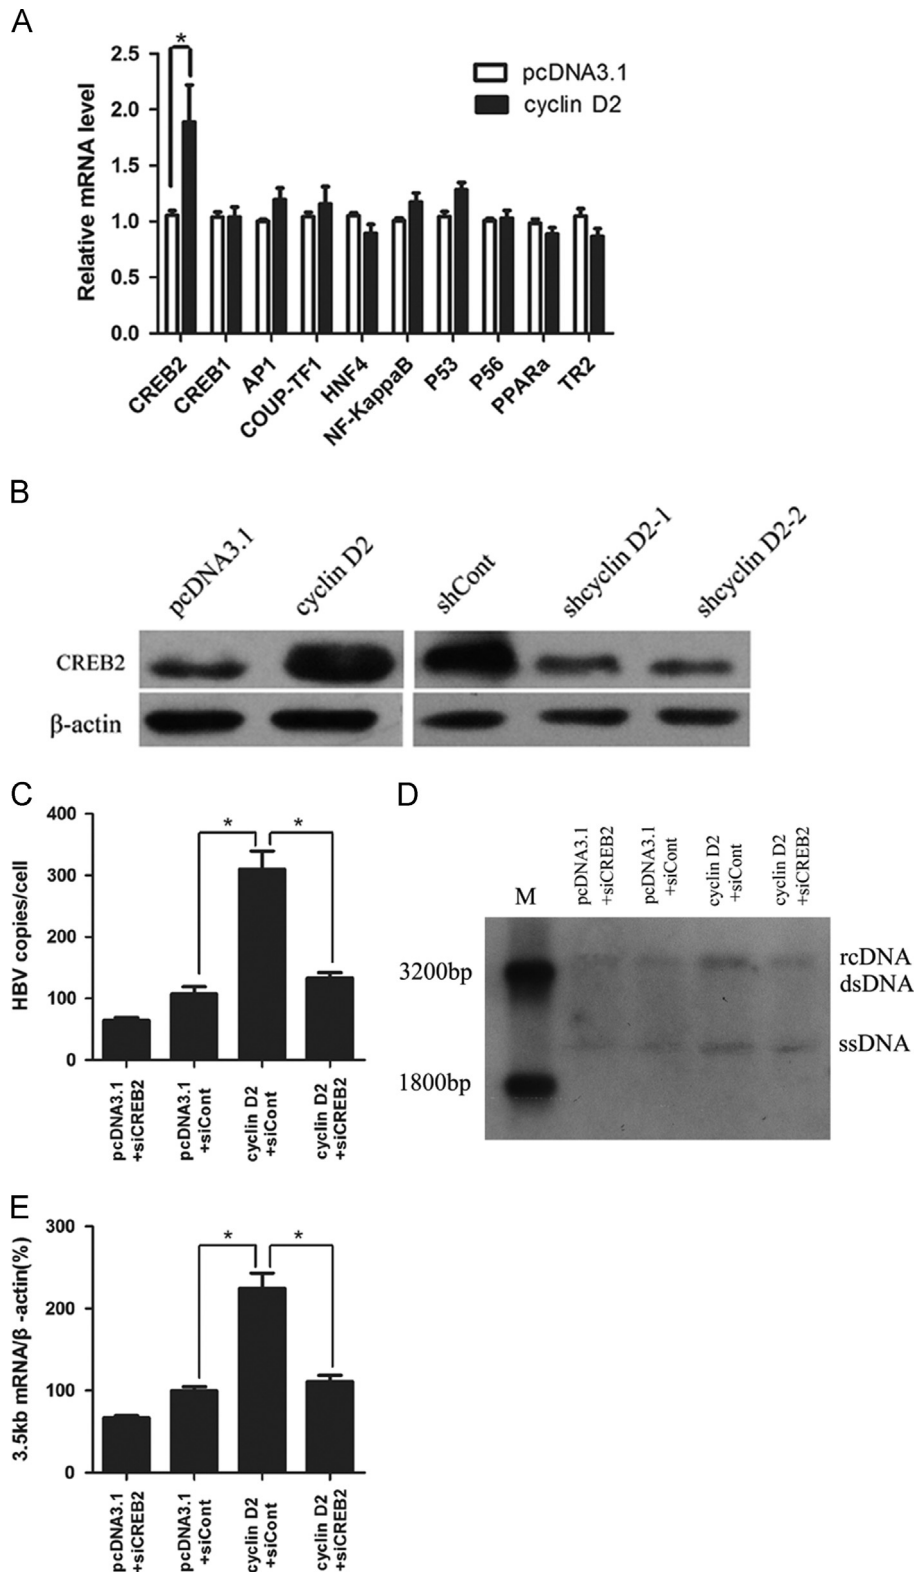 A
*
2.5
2.0
1.5
1.0
0.5
0.0
Relative mRNA level
pcDNA3.1
cyclin D2
CREB2
CREB1
AP1
COUP-TF1
HNF4
NF-KappaB
P53
P56
PPARa
TR2
B
pcDNA3.1
cyclin D2
shCont
shcyclin D2-1
shcyclin D2-2
CREB2
β-actin
C
HBV copies/cell
400
300
200
100
0
*
*
pcDNA3.1
+siCREB2
pcDNA3.1
+siCont
cyclin D2
+siCont
cyclin D2
+siCREB2
D
M
pcDNA3.1
+siCREB2
pcDNA3.1
+siCont
cyclin D2
+siCont
cyclin D2
+siCREB2
3200bp
1800bp
rcDNA
dsDNA
ssDNA
E
3.5kb mRNA/β -actin(%)
300
200
100
0
*
*
pcDNA3.1
+siCREB2
pcDNA3.1
+siCont
cyclin D2
+siCont
cyclin D2
+siCREB2